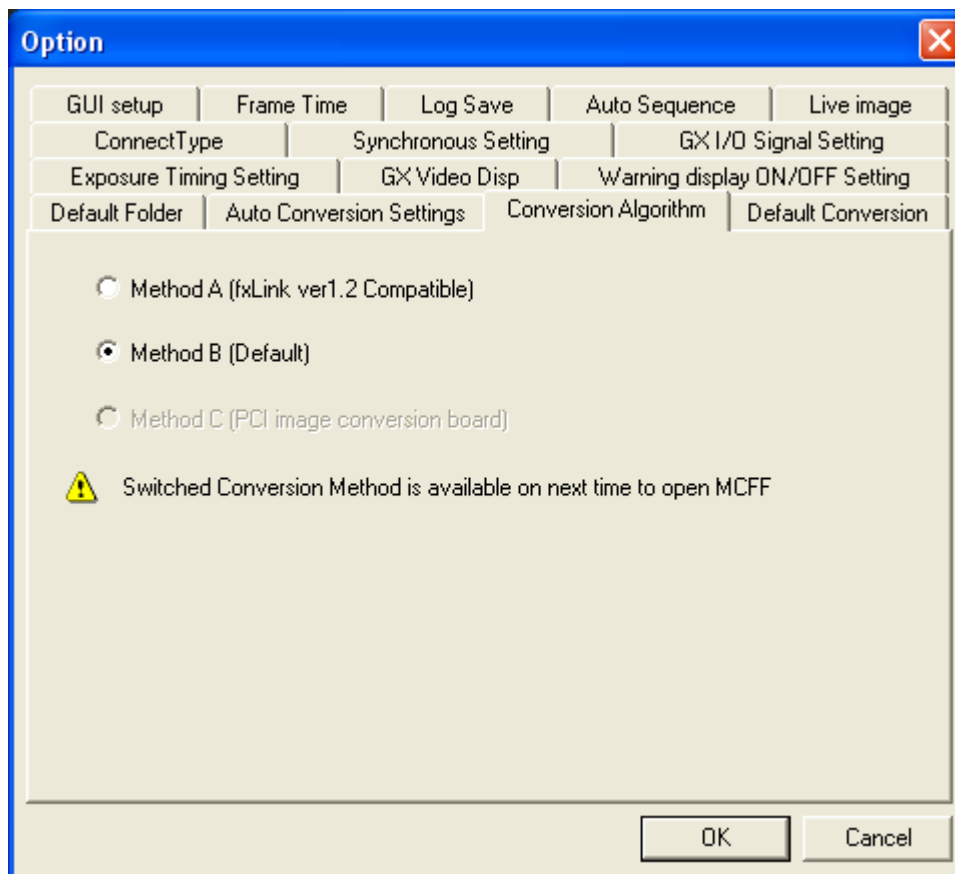 Option
GUI setup Frame Time Log Save Auto Sequence Live image
ConnectType Synchronous Setting GX I/O Signal Setting
Exposure Timing Setting GX Video Disp Warning display ON/OFF Setting
Default Folder Auto Conversion Settings Conversion Algorithm Default Conversion
Method A (fxLink ver1.2 Compatible)
Method B (Default)
Method C (PCI image conversion board)
Switched Conversion Method is available on next time to open MCFF
OK Cancel